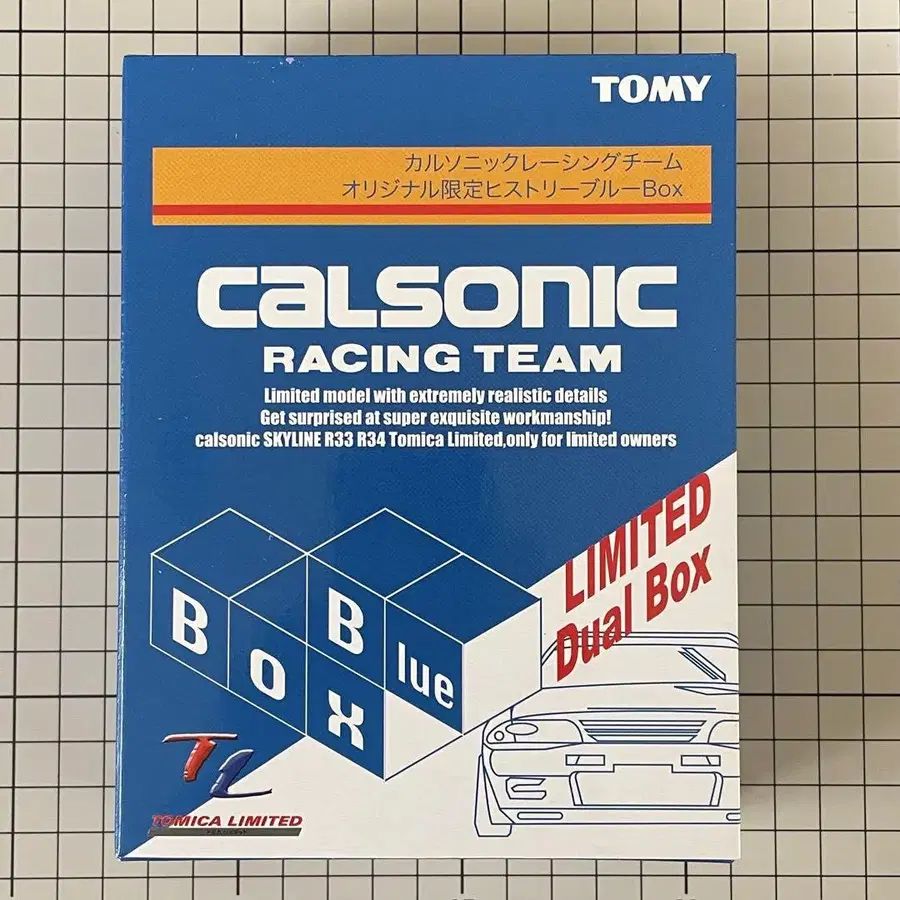 TOMY
カルソニックレーシングチーム
オリジナル限定ヒストリーブルーBox
calsonic
RACING TEAM
Limited model with extremely realistic details
Get surprised at super exquisite workmanship!
calsonic SKYLINE R33 R34 Tomica Limited,only for limited owners
LIMITED
Dual Box
Blue
Box
TL
TOMICA LIMITED